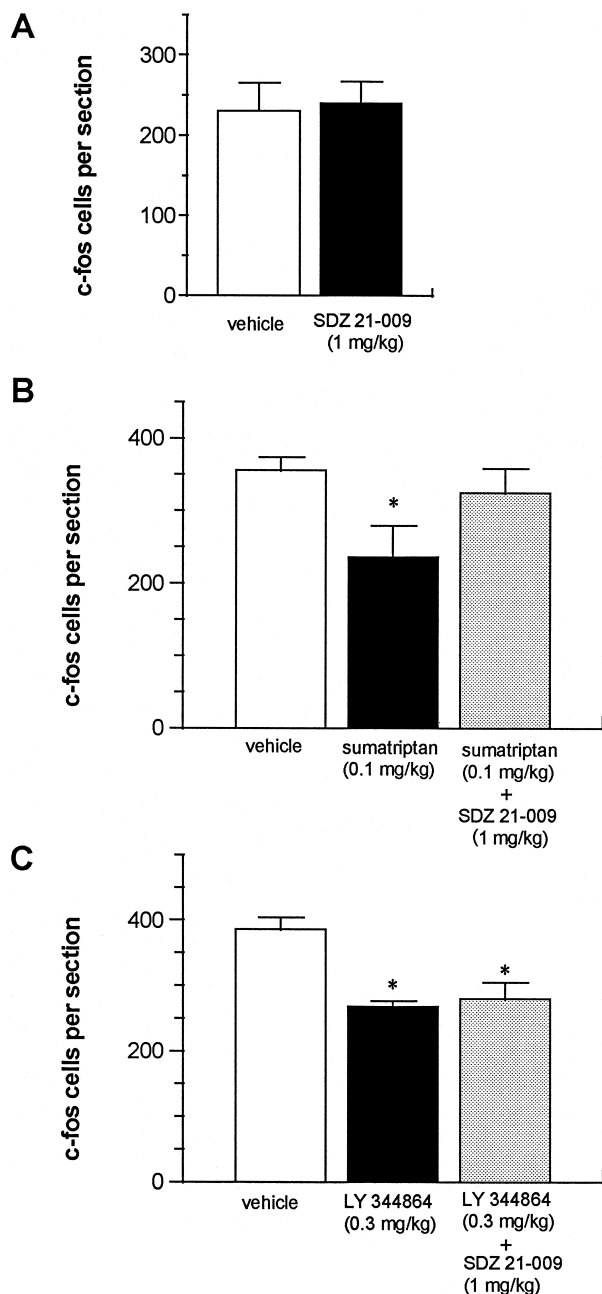 A
c-fos cells per section
300
200
100
0
vehicle
SDZ 21-009
(1 mg/kg)
B
c-fos cells per section
400
200
0
*
vehicle
sumatriptan
(0.1 mg/kg)
sumatriptan
(0.1 mg/kg)
+
SDZ 21-009
(1 mg/kg)
C
c-fos cells per section
400
200
0
*
*
vehicle
LY 344864
(0.3 mg/kg)
LY 344864
(0.3 mg/kg)
+
SDZ 21-009
(1 mg/kg)